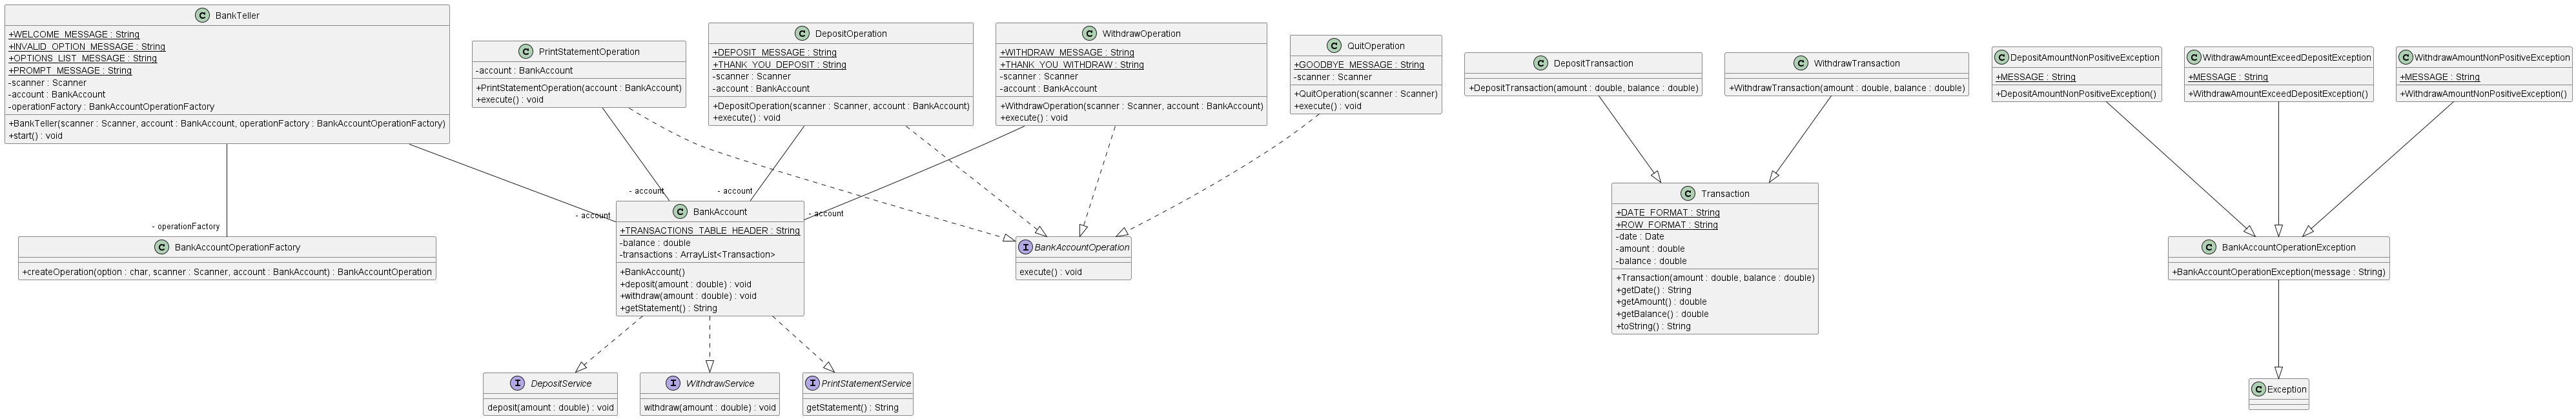 C BankTeller
+WELCOME_MESSAGE : String
+INVALID_OPTION_MESSAGE : String
+OPTIONS_LIST_MESSAGE : String
+PROMPT_MESSAGE : String
-scanner : Scanner
-account : BankAccount
-operationFactory : BankAccountOperationFactory
+BankTeller(scanner : Scanner, account : BankAccount, operationFactory : BankAccountOperationFactory)
+start() : void
C PrintStatementOperation
-account : BankAccount
+PrintStatementOperation(account : BankAccount)
+execute() : void
C DepositOperation
+DEPOSIT_MESSAGE : String
+THANK_YOU_DEPOSIT : String
-scanner : Scanner
-account : BankAccount
+DepositOperation(scanner : Scanner, account : BankAccount)
+execute() : void
C WithdrawOperation
+WITHDRAW_MESSAGE : String
+THANK_YOU_WITHDRAW : String
-scanner : Scanner
-account : BankAccount
+WithdrawOperation(scanner : Scanner, account : BankAccount)
+execute() : void
C QuitOperation
+GOODBYE_MESSAGE : String
-scanner : Scanner
+QuitOperation(scanner : Scanner)
+execute() : void
C DepositTransaction
+DepositTransaction(amount : double, balance : double)
C WithdrawTransaction
+WithdrawTransaction(amount : double, balance : double)
C DepositAmountNonPositiveException
+MESSAGE : String
+DepositAmountNonPositiveException()
C WithdrawAmountExceedDepositException
+MESSAGE : String
+WithdrawAmountExceedDepositException()
C WithdrawAmountNonPositiveException
+MESSAGE : String
+WithdrawAmountNonPositiveException()
- operationFactory
- account
- account
- account
- account
C BankAccountOperationFactory
+createOperation(option : char, scanner : Scanner, account : BankAccount) : BankAccountOperation
C BankAccount
+TRANSACTIONS_TABLE_HEADER : String
-balance : double
-transactions : ArrayList<Transaction>
+BankAccount()
+deposit(amount : double) : void
+withdraw(amount : double) : void
+getStatement() : String
I BankAccountOperation
execute() : void
C Transaction
+DATE_FORMAT : String
+ROW_FORMAT : String
-date : Date
-amount : double
-balance : double
+Transaction(amount : double, balance : double)
+getDate() : String
+getAmount() : double
+getBalance() : double
+toString() : String
C BankAccountOperationException
+BankAccountOperationException(message : String)
I DepositService
deposit(amount : double) : void
I WithdrawService
withdraw(amount : double) : void
I PrintStatementService
getStatement() : String
C Exception